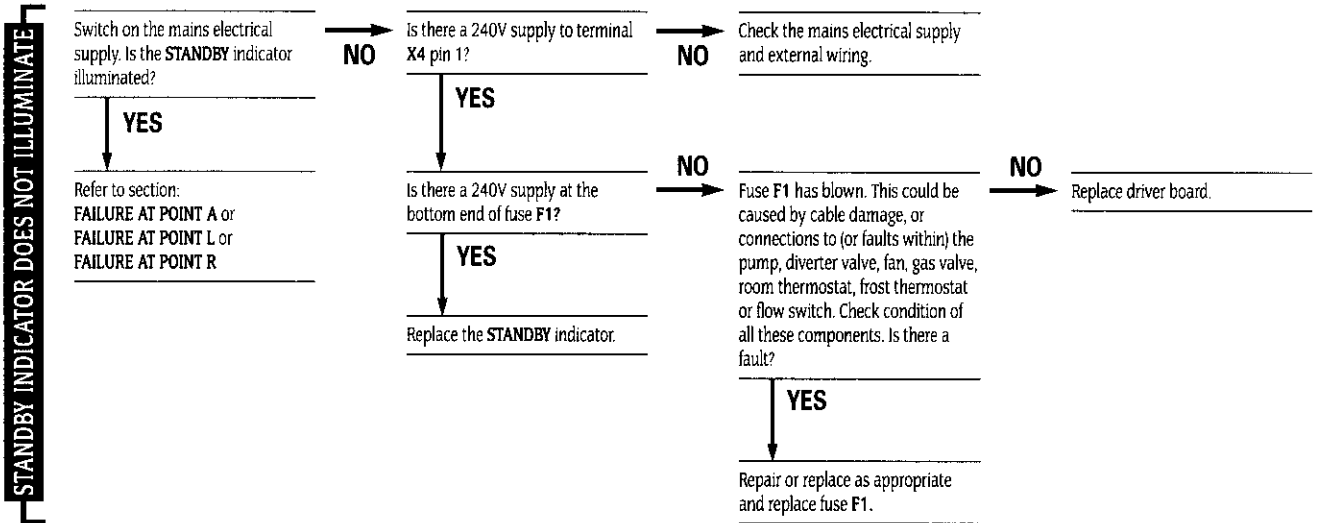 STANDBY INDICATOR DOES NOT ILLUMINATE
Switch on the mains electrical
supply. Is the STANDBY indicator
illuminated?
NO
Is there a 240V supply to terminal
X4 pin 1?
NO
Check the mains electrical supply
and external wiring.
YES
YES
Refer to section:
FAILURE AT POINT A or
FAILURE AT POINT L or
FAILURE AT POINT R
Is there a 240V supply at the
bottom end of fuse F1?
NO
Fuse F1 has blown. This could be
caused by cable damage, or
connections to (or faults within) the
pump, diverter valve, fan, gas valve,
room thermostat, frost thermostat
or flow switch. Check condition of
all these components. Is there a
fault?
NO
Replace driver board.
YES
Replace the STANDBY indicator.
YES
Repair or replace as appropriate
and replace fuse F1.